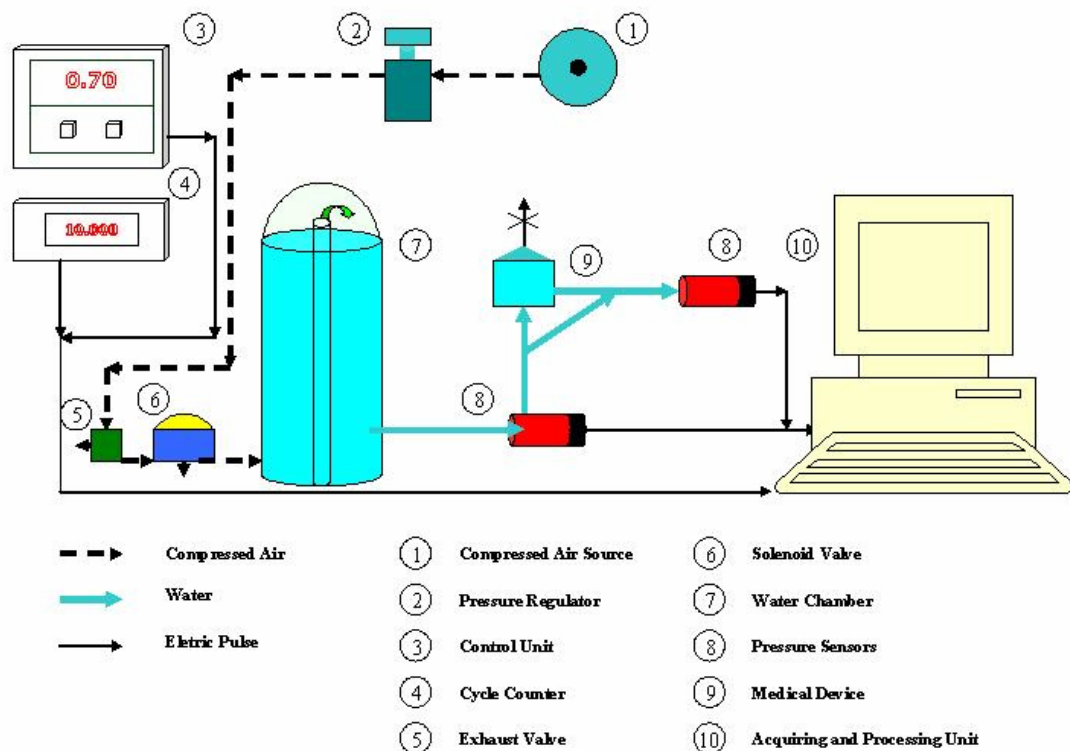 3
2
1
0.70
4
10.000
7
9
8
10
5
6
8
Compressed Air
1 Compressed Air Source
6 Solenoid Valve
Water
2 Pressure Regulator
7 Water Chamber
Eletric Pulse
3 Control Unit
8 Pressure Sensors
4 Cycle Counter
9 Medical Device
5 Exhaust Valve
10 Acquiring and Processing Unit